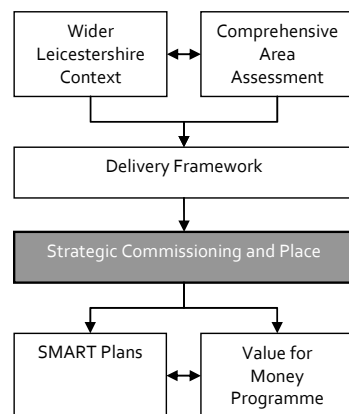 Wider
Leicestershire
Context
Comprehensive
Area
Assessment
Delivery Framework
Strategic Commissioning and Place
SMART Plans
Value for
Money
Programme